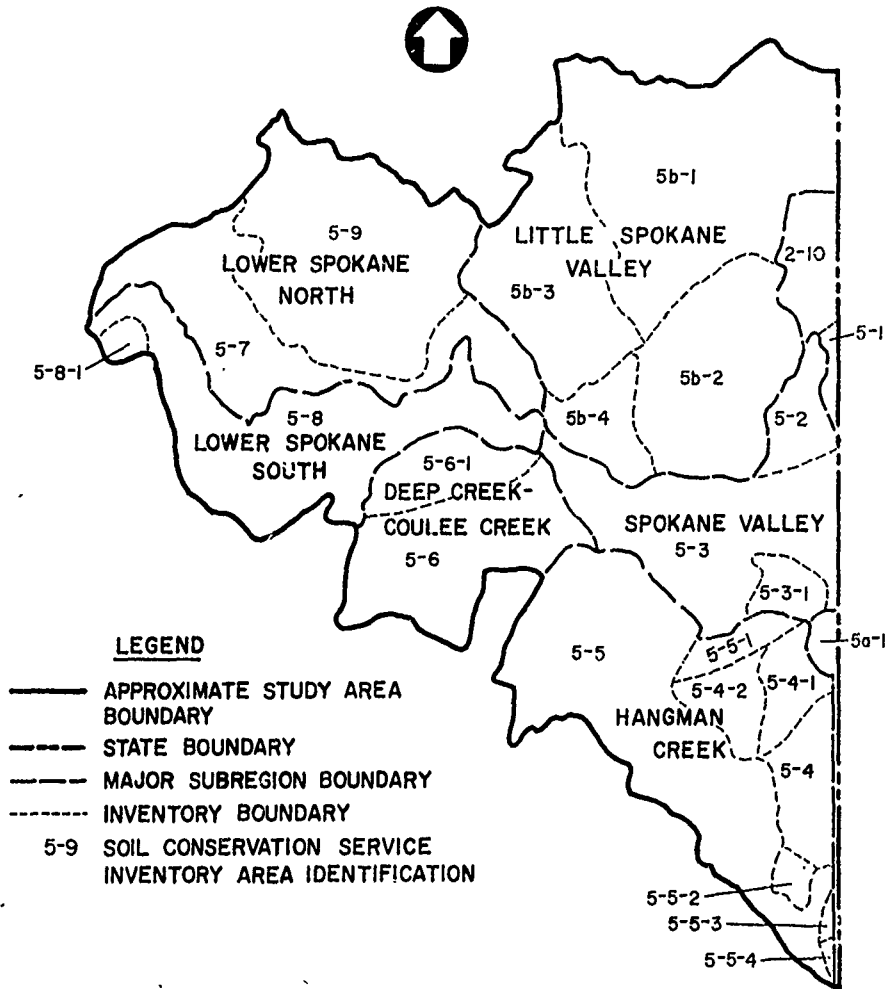 5b-1
5-9
LITTLE SPOKANE
VALLEY
2-10
LOWER SPOKANE
NORTH
5b-3
5-7
5-1
5-8-1
5b-2
5-8
5b-4
5-2
LOWER SPOKANE
SOUTH
5-6-1
DEEP CREEK-
COULEE CREEK
SPOKANE VALLEY
5-3
5-6
5-3-1
5-5-1
5a-1
5-5
5-4-2
5-4-1
HANGMAN
CREEK
5-4
5-5-2
5-5-3
5-5-4
LEGEND
APPROXIMATE STUDY AREA
BOUNDARY
STATE BOUNDARY
MAJOR SUBREGION BOUNDARY
INVENTORY BOUNDARY
5-9 SOIL CONSERVATION SERVICE
INVENTORY AREA IDENTIFICATION